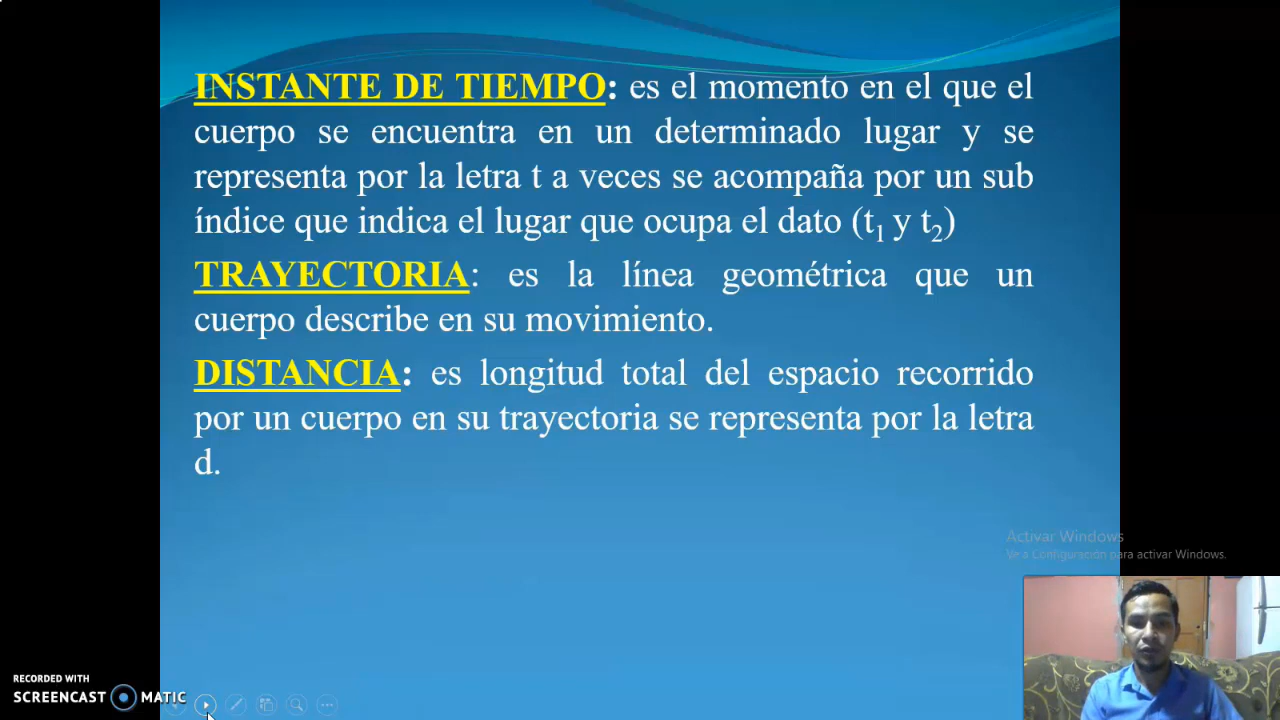 INSTANTE DE TIEMPO: es el momento en el que el
cuerpo se encuentra en un determinado lugar y se
representa por la letra t a veces se acompaña por un sub
índice que indica el lugar que ocupa el dato (t₁ y t₂)
TRAYECTORIA: es la línea geométrica que un
cuerpo describe en su movimiento.
DISTANCIA: es longitud total del espacio recorrido
por un cuerpo en su trayectoria se representa por la letra
d.
Activar Windows
Ve a Configuración para activar Windows.
RECORDED WITH
SCREENCAST MATIC